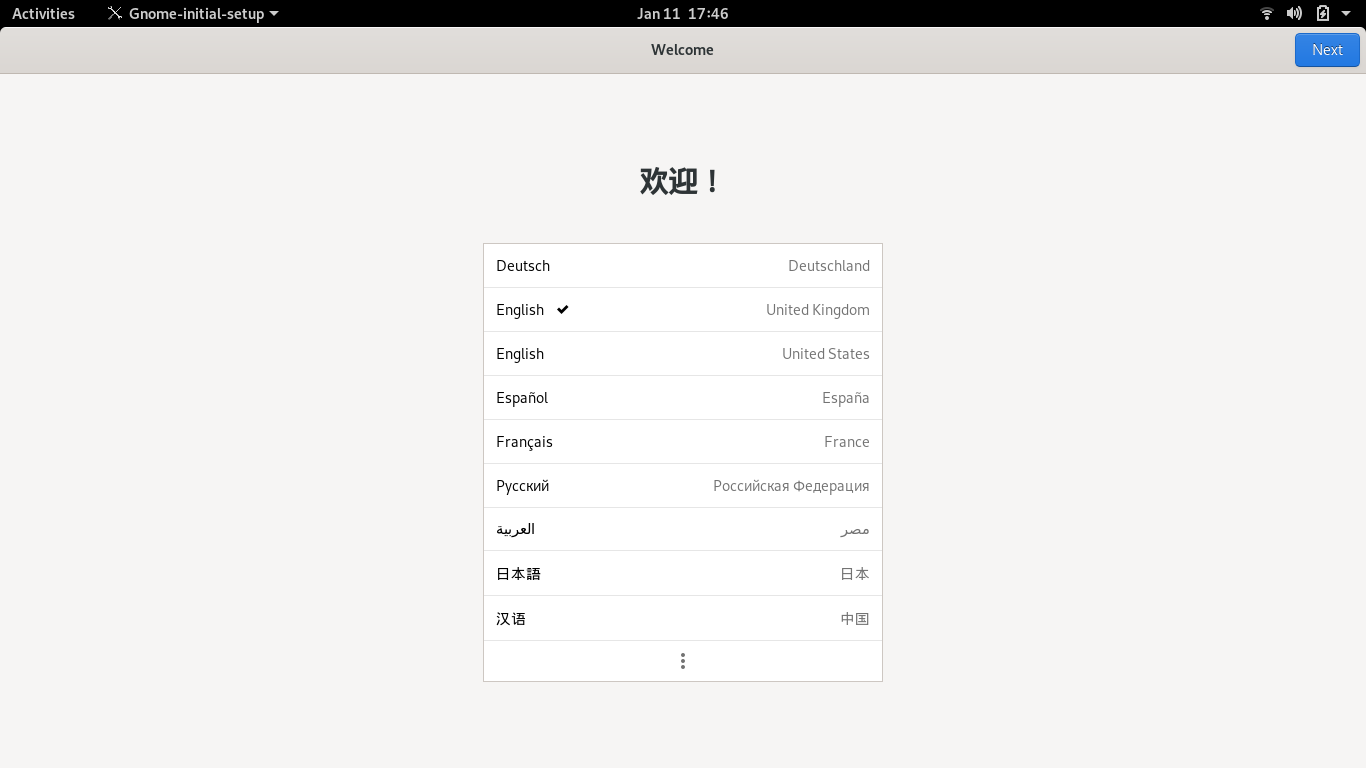 Activities Gnome-initial-setup Jan 11 17:46
Welcome Next
欢迎！
Deutsch Deutschland
English United Kingdom
English United States
Español España
Français France
Русский Российская Федерация
العربية مصر
日本語 日本
汉语 中国